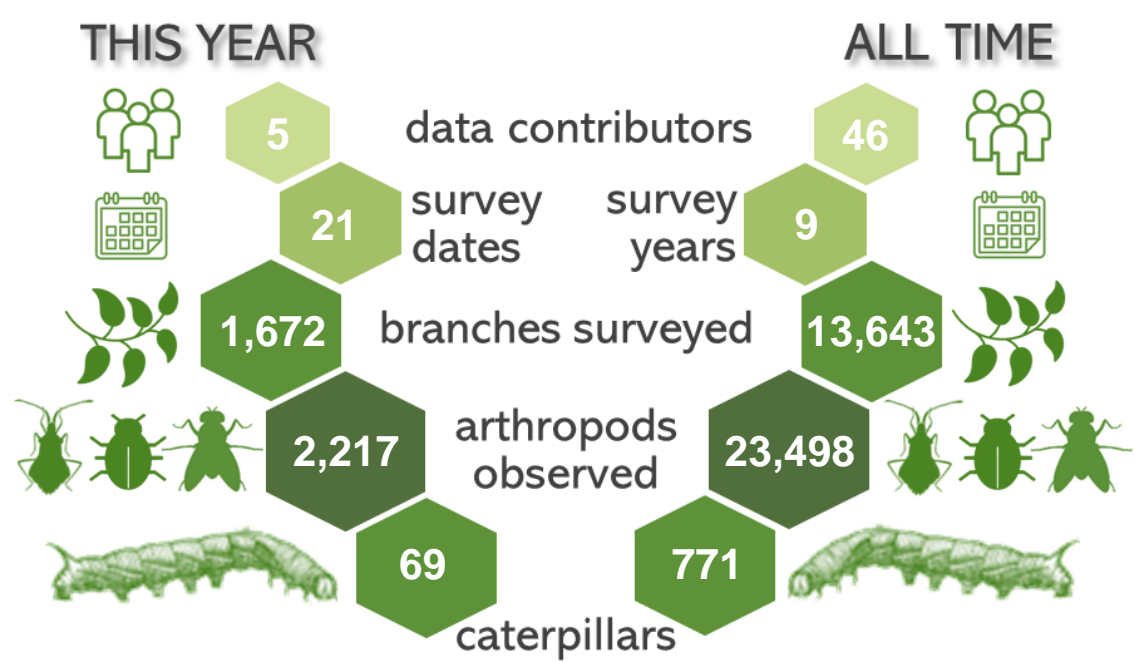 THIS YEAR
ALL TIME
5
data contributors
46
21
survey
dates
survey
years
9
1,672
branches surveyed
13,643
2,217
arthropods
observed
23,498
69
771
caterpillars